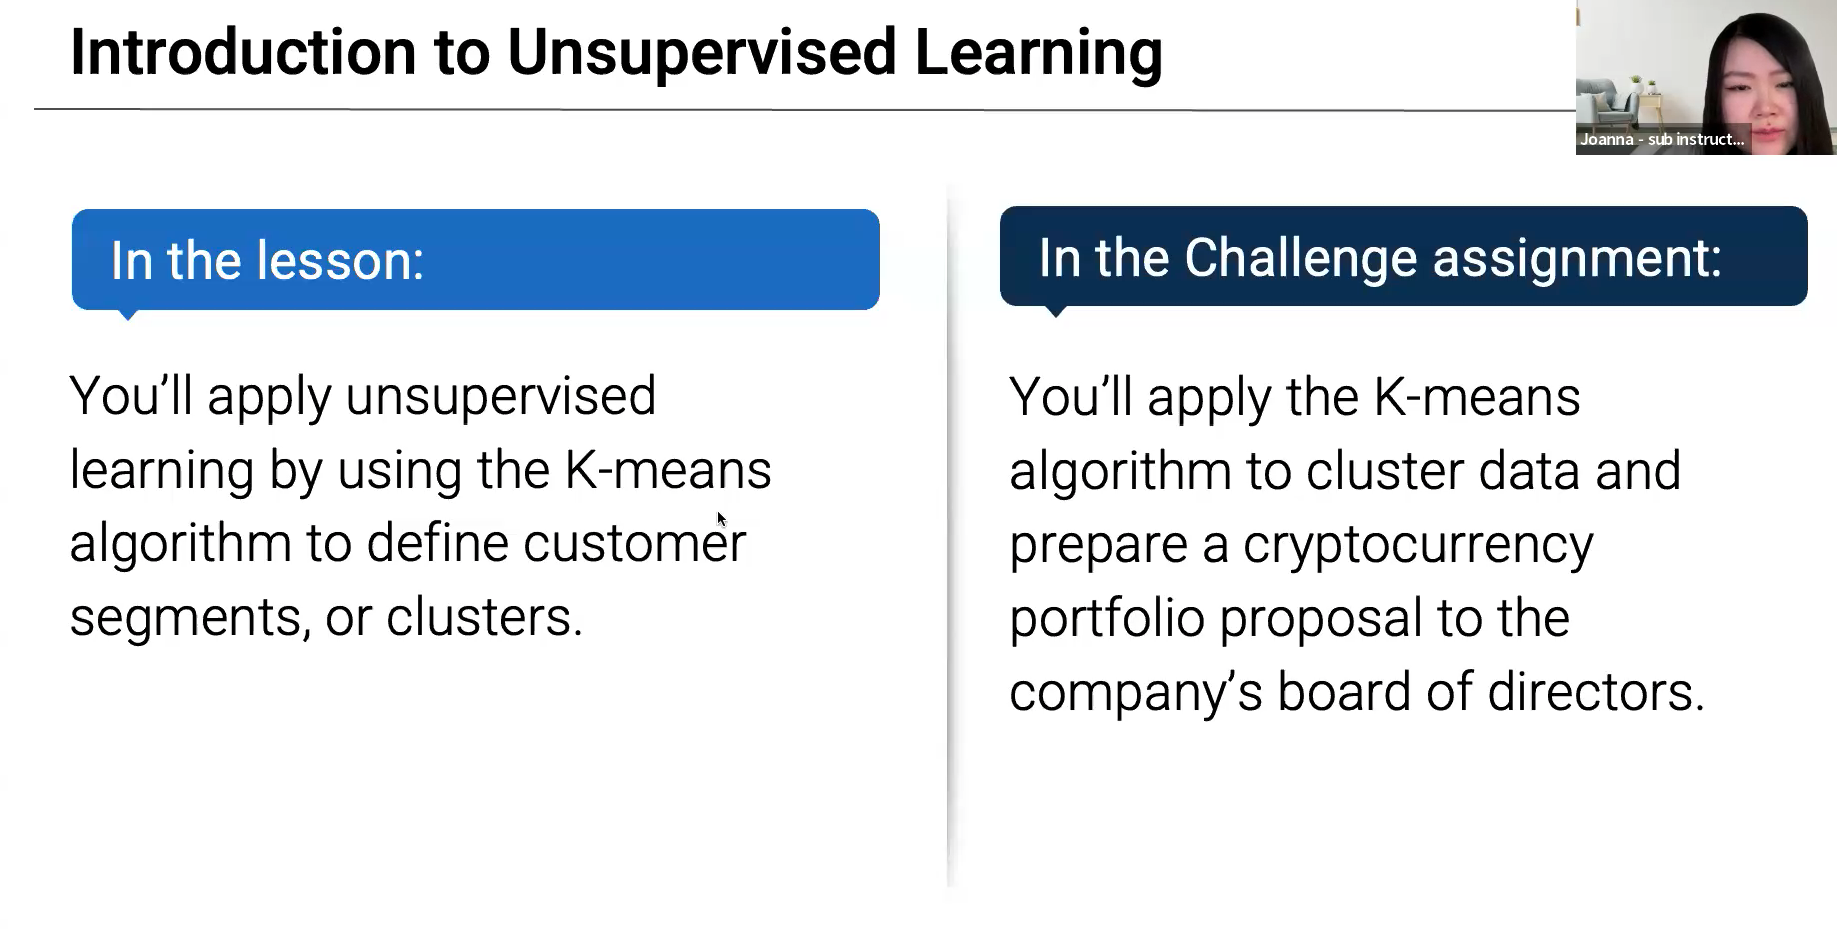 Introduction to Unsupervised Learning
Joanna - sub instruct...
In the lesson:
You’ll apply unsupervised
learning by using the K-means
algorithm to define customer
segments, or clusters.
In the Challenge assignment:
You’ll apply the K-means
algorithm to cluster data and
prepare a cryptocurrency
portfolio proposal to the
company’s board of directors.